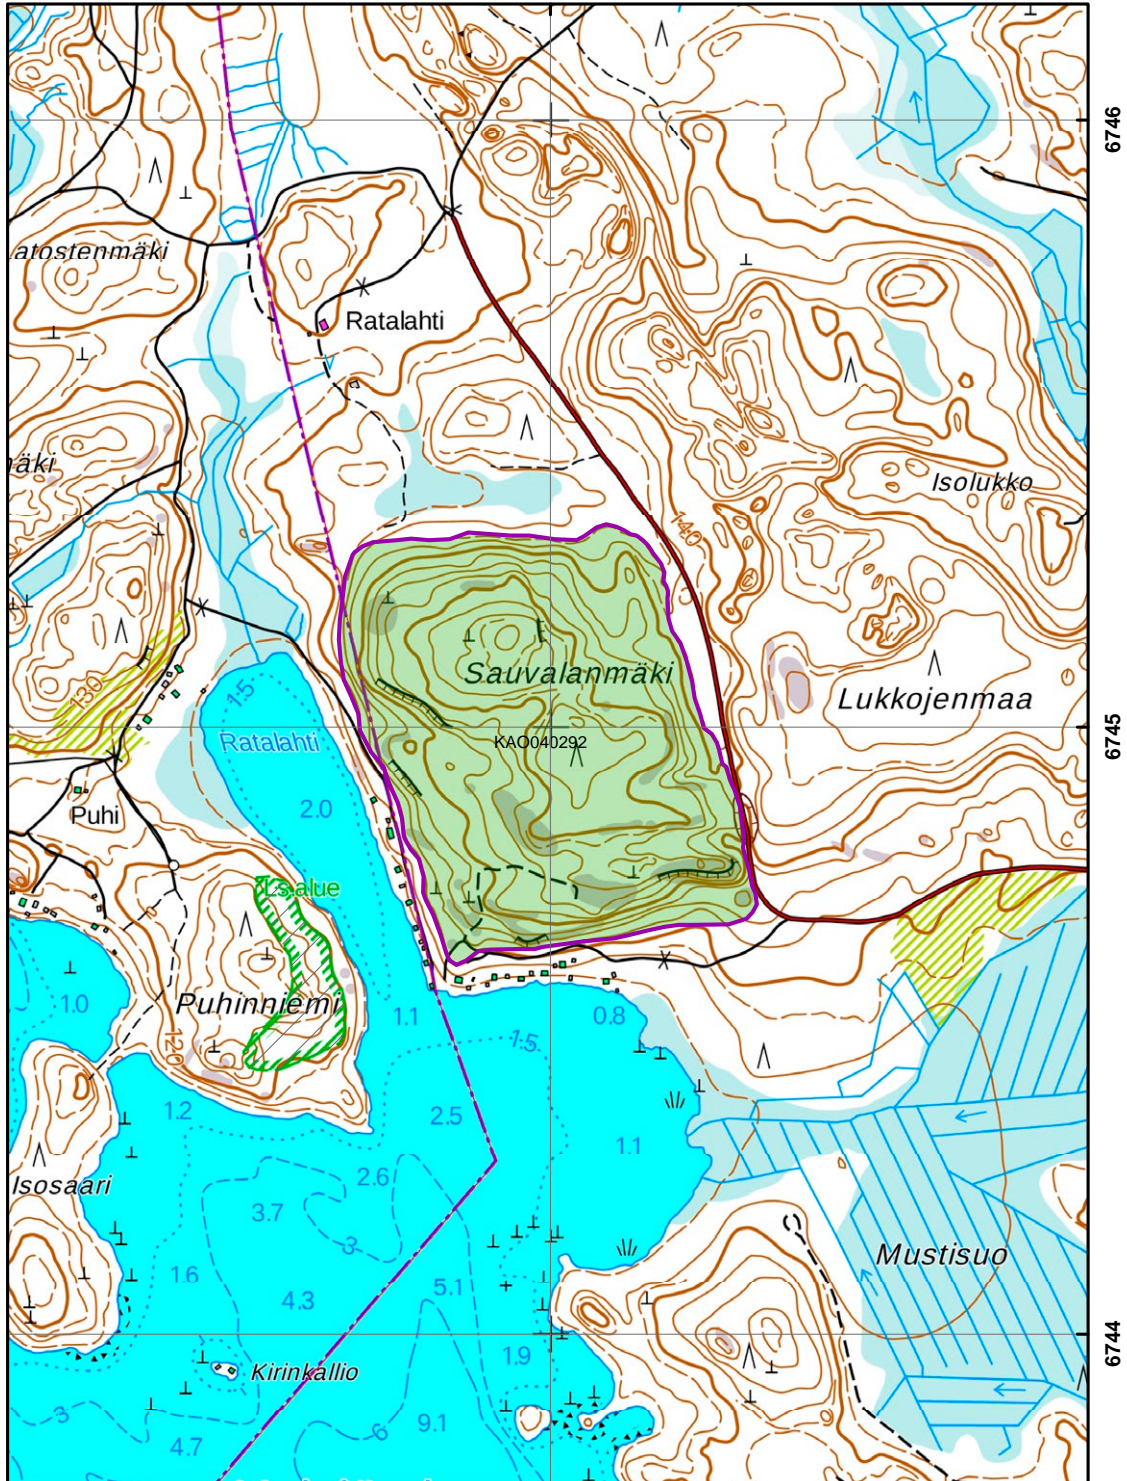 6746
atostenmäki
Ratalahti
äki
Isolukko
140
Sauvalanmäki
Lukkojenmaa
130
1.5
Ratalahti
KAO040292
6745
2.0
Puhi
Ls.alue
Puhinniemi
1.0
1.1
0.8
1.5
120
1.2
2.5
1.1
2.6
Isosaari
3.7
3
Mustisuo
1.6
5.1
4.3
6744
1.9
Kirinkallio
3
6
9.1
4.7